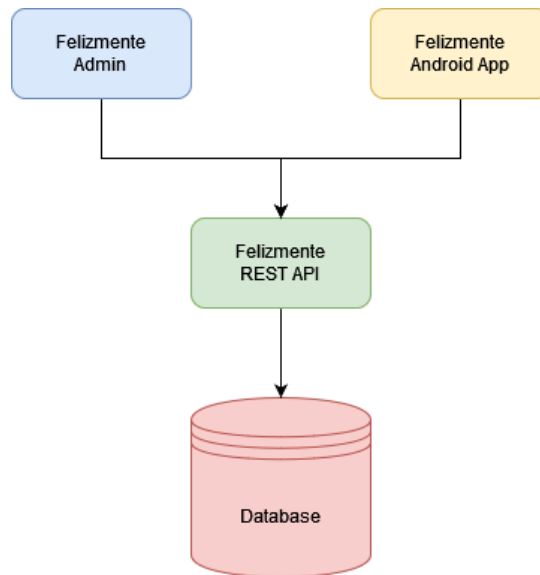 Felizmente
Admin
Felizmente
Android App
Felizmente
REST API
Database